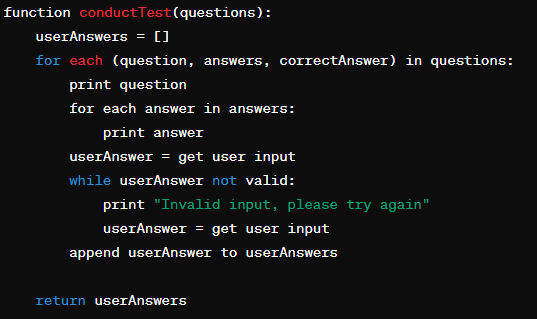 function conductTest(questions):
    userAnswers = []
    for each (question, answers, correctAnswer) in questions:
        print question
        for each answer in answers:
            print answer
        userAnswer = get user input
        while userAnswer not valid:
            print "Invalid input, please try again"
            userAnswer = get user input
        append userAnswer to userAnswers

    return userAnswers